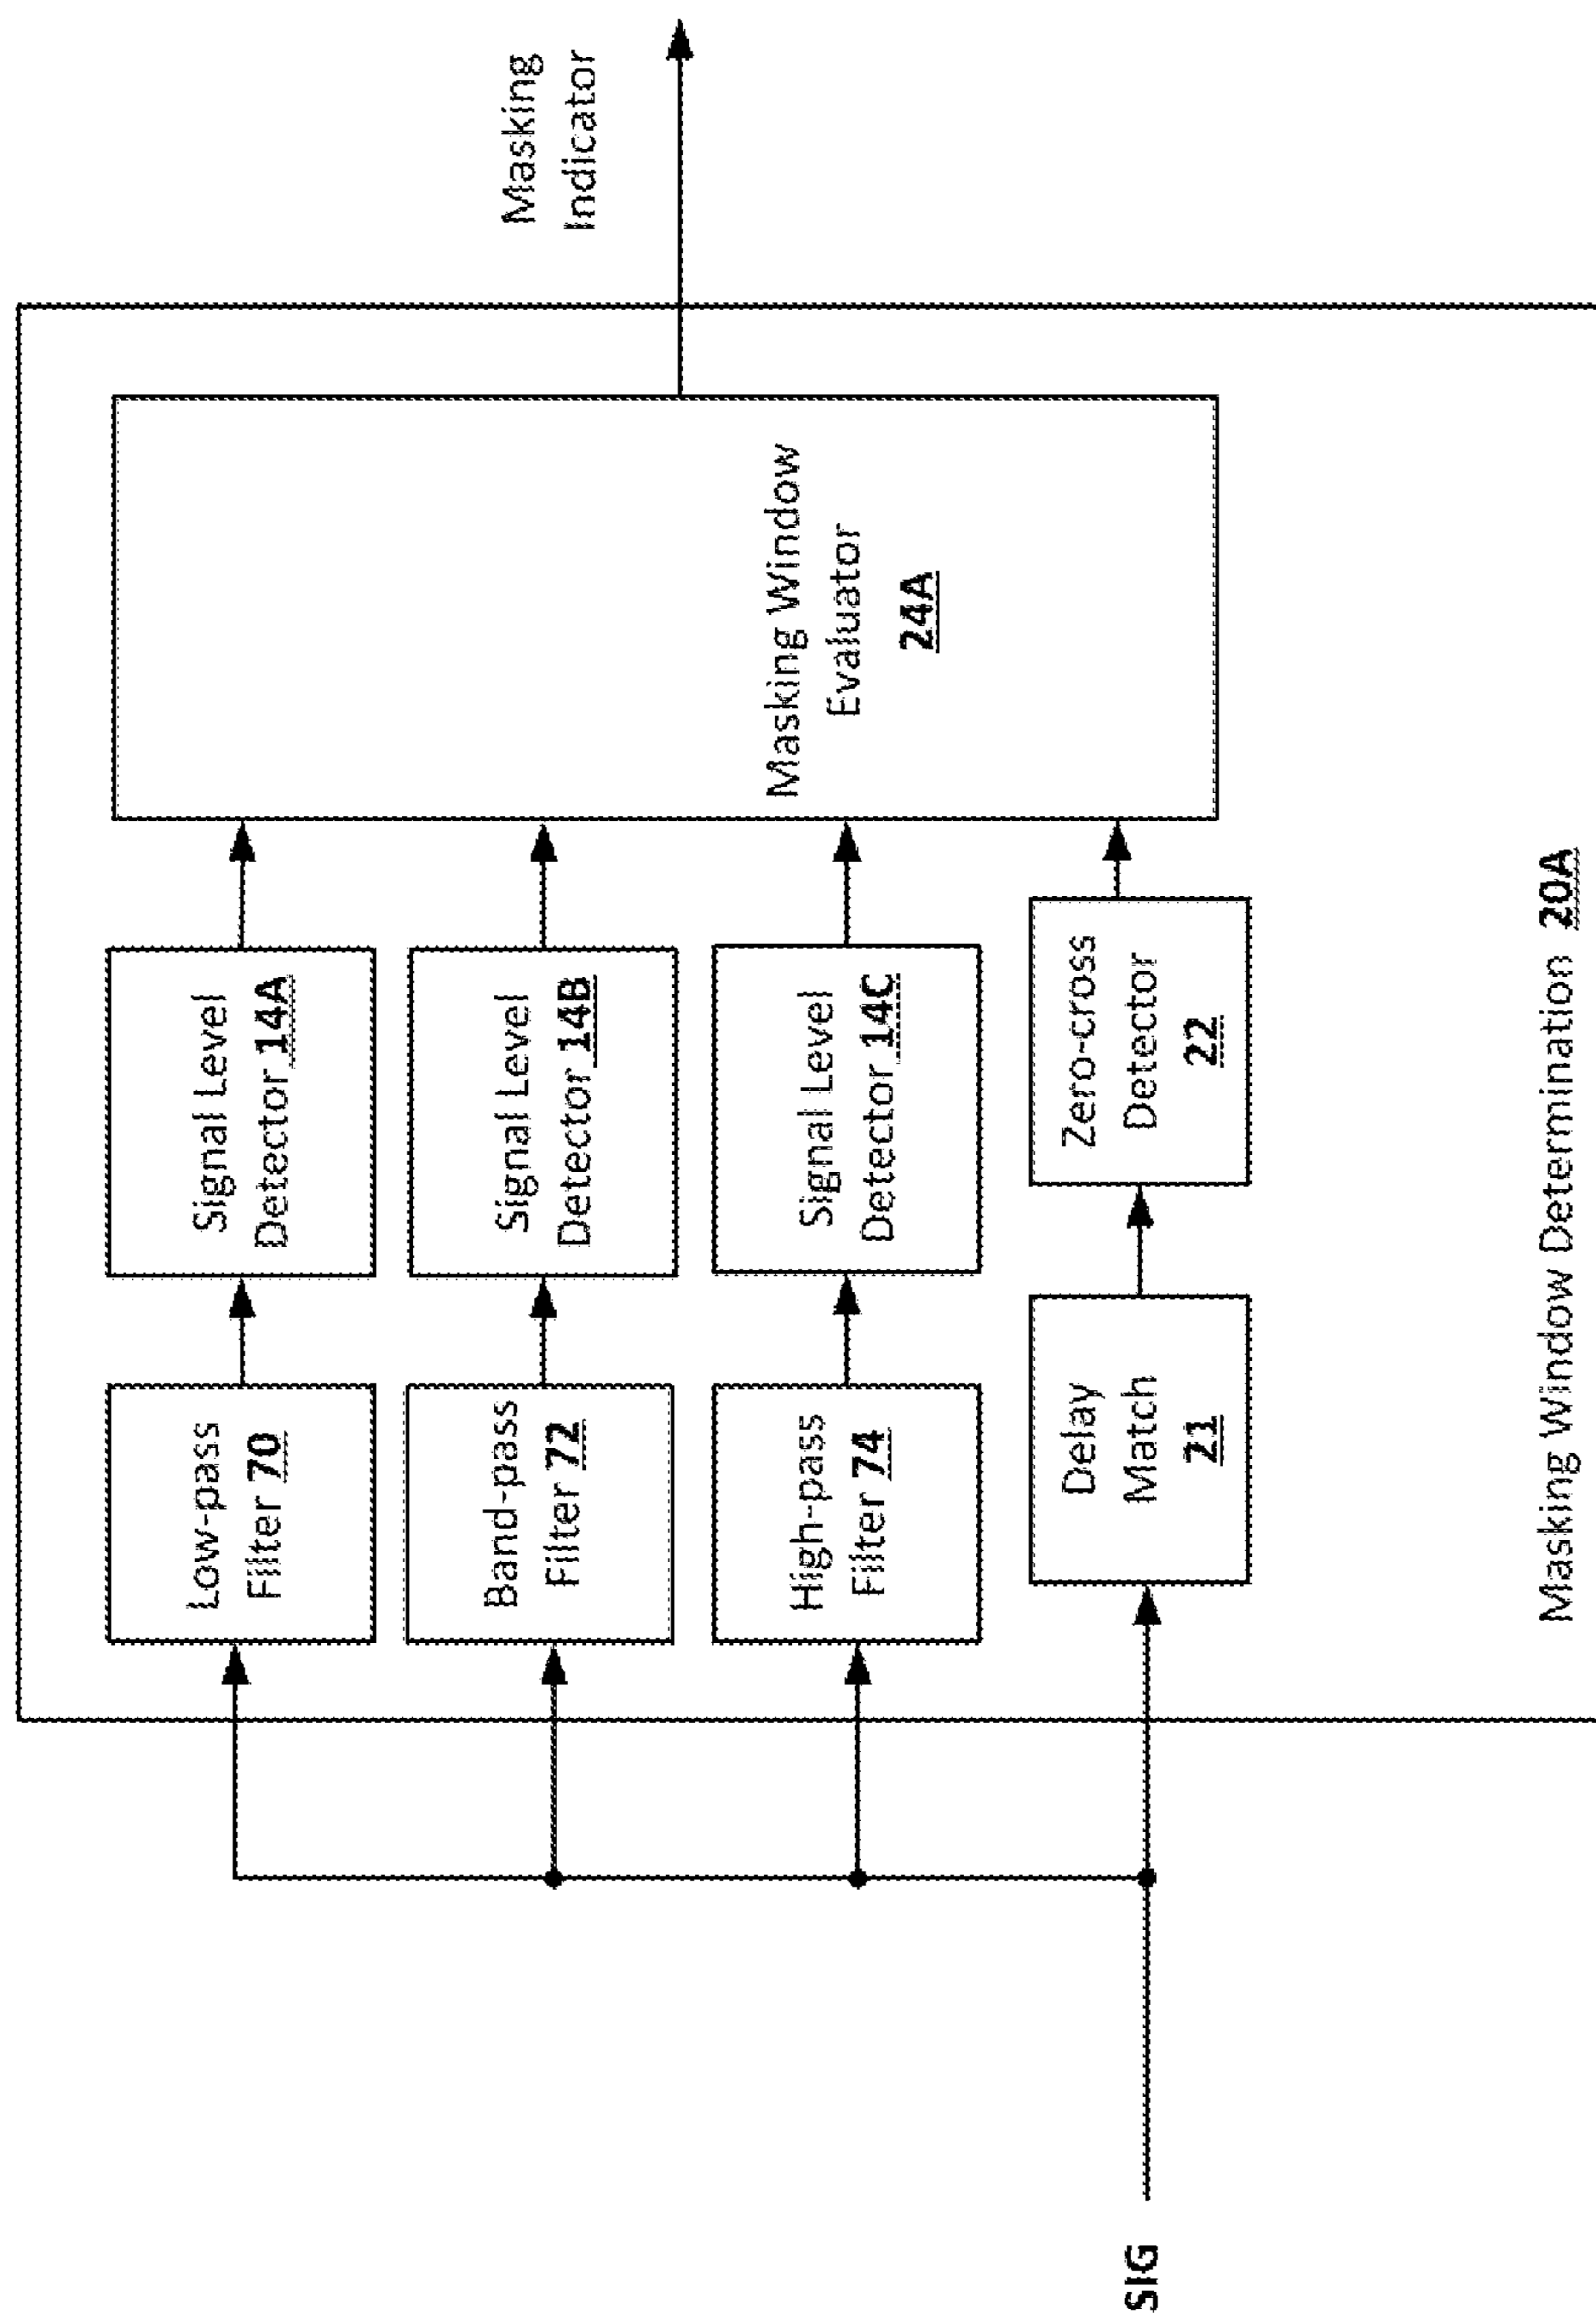 Low-pass
Filter 70
Signal Level
Detector 14A
Band-pass
Filter 72
Signal Level
Detector 14B
High-pass
Filter 74
Signal Level
Detector 14C
Delay
Match
21
Zero-cross
Detector
22
Masking Window
Evaluator
24A
Masking
Indicator
SIG
Masking Window Determination 20A